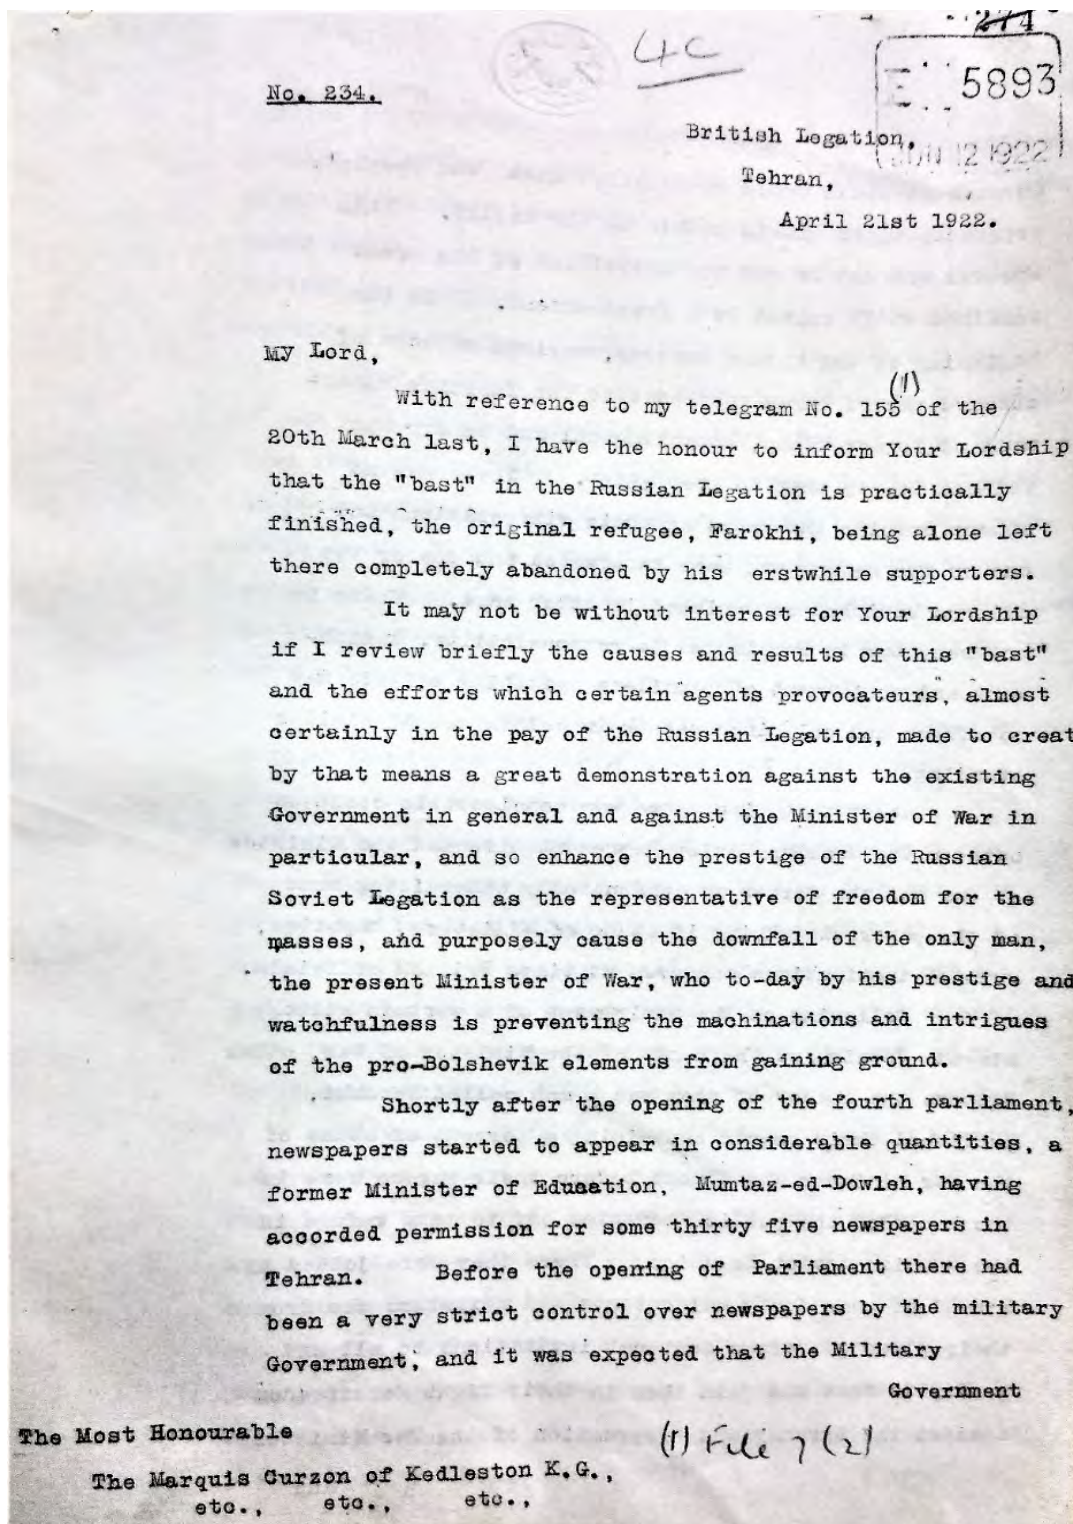 274
4C
No. 234.
E 5893
JUN 12 1922
British Legation,
Tehran,
April 21st 1922.
My Lord,
(1)
With reference to my telegram No. 155 of the
20th March last, I have the honour to inform Your Lordship
that the "bast" in the Russian Legation is practically
finished, the original refugee, Farokhi, being alone left
there completely abandoned by his erstwhile supporters.
It may not be without interest for Your Lordship
if I review briefly the causes and results of this "bast"
and the efforts which certain "agents provocateurs", almost
certainly in the pay of the Russian Legation, made to creat
by that means a great demonstration against the existing
Government in general and against the Minister of War in
particular, and so enhance the prestige of the Russian
Soviet Legation as the representative of freedom for the
masses, and purposely cause the downfall of the only man,
the present Minister of War, who to-day by his prestige and
watchfulness is preventing the machinations and intrigues
of the pro-Bolshevik elements from gaining ground.
Shortly after the opening of the fourth parliament,
newspapers started to appear in considerable quantities, a
former Minister of Education, Mumtaz-ed-Dowleh, having
accorded permission for some thirty five newspapers in
Tehran. Before the opening of Parliament there had
been a very strict control over newspapers by the military
Government, and it was expected that the Military
Government
The Most Honourable
(1) File 7 (2)
The Marquis Curzon of Kedleston K.G.,
etc., etc., etc.,